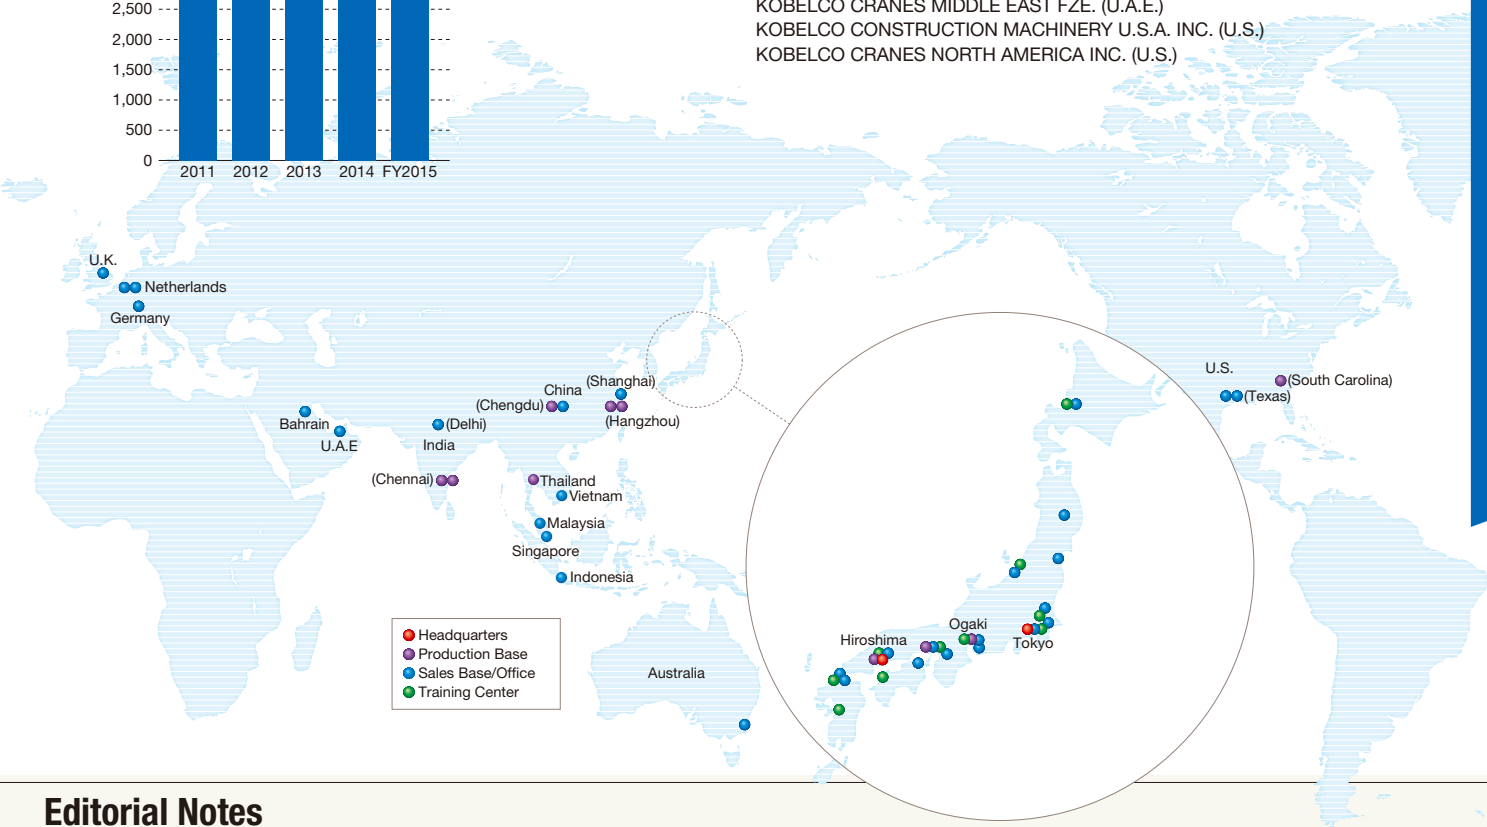 2,500
2,000
1,500
1,000
500
0
2011 2012 2013 2014 FY2015
KOBELCO CRANES MIDDLE EAST FZE. (U.A.E.)
KOBELCO CONSTRUCTION MACHINERY U.S.A. INC. (U.S.)
KOBELCO CRANES NORTH AMERICA INC. (U.S.)
U.K.
Netherlands
Germany
Bahrain
U.A.E
(Delhi)
India
(Chennai)
China
(Shanghai)
(Chengdu)
(Hangzhou)
Thailand
Vietnam
Malaysia
Singapore
Indonesia
Australia
Hiroshima
Ogaki
Tokyo
U.S.
(South Carolina)
(Texas)
Headquarters
Production Base
Sales Base/Office
Training Center
Editorial Notes